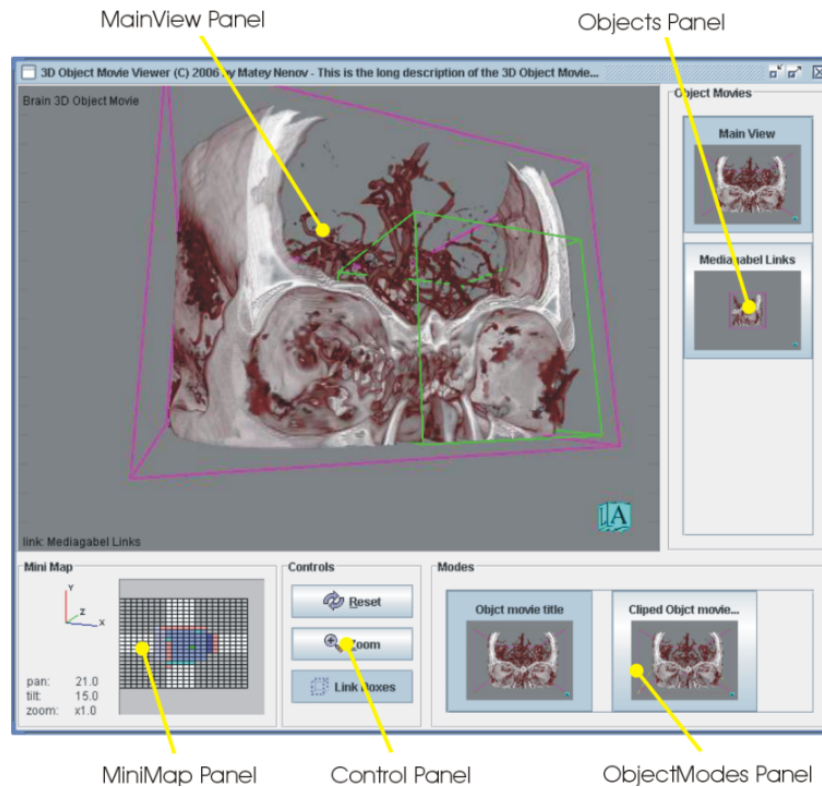 MainView Panel
Objects Panel
3D Object Movie Viewer (C) 2006 by Matey Nenov - This is the long description of the 3D Object Movie...
Brain 3D Object Movie
Object Movies
Main View
Mediagabel Links
A
link: Mediagabel Links
Mini Map
Y
Z
X
pan: 21.0
tilt: 15.0
zoom: x1.0
Controls
Reset
Zoom
Link Boxes
Modes
Objct movie title
Cliped Objct movie...
MiniMap Panel
Control Panel
ObjectModes Panel